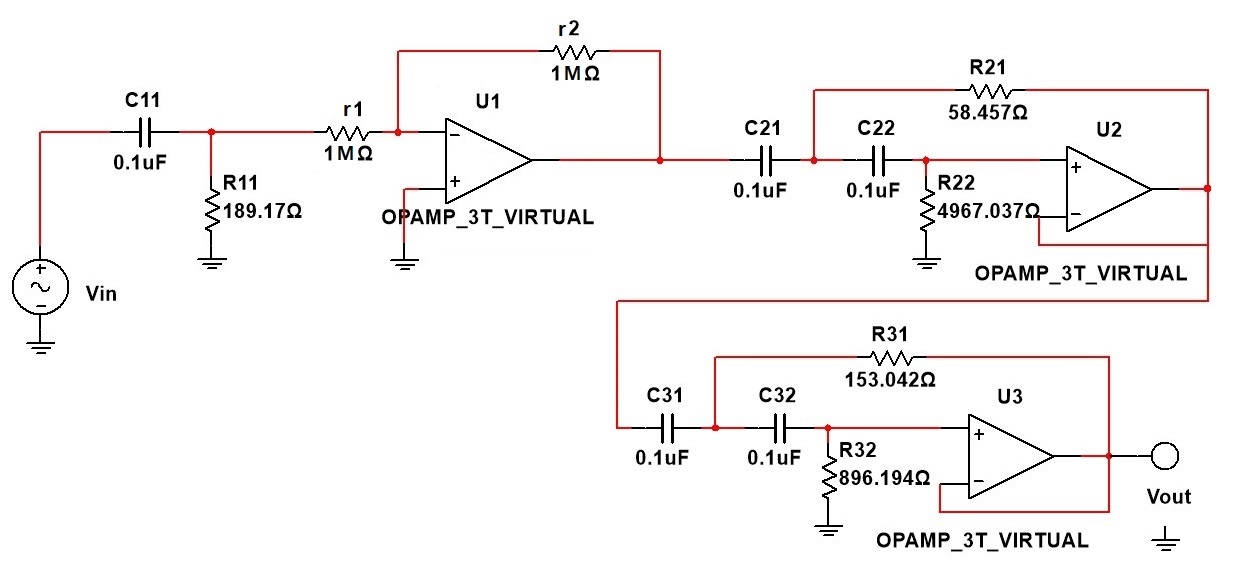 r2
1MΩ
C11
0.1uF
r1
1MΩ
U1
−
+
R11
189.17Ω
OPAMP_3T_VIRTUAL
+
−
Vin
R21
58.457Ω
C21
0.1uF
C22
0.1uF
U2
+
−
R22
4967.037Ω
OPAMP_3T_VIRTUAL
R31
153.042Ω
C31
0.1uF
C32
0.1uF
U3
+
−
R32
896.194Ω
OPAMP_3T_VIRTUAL
Vout